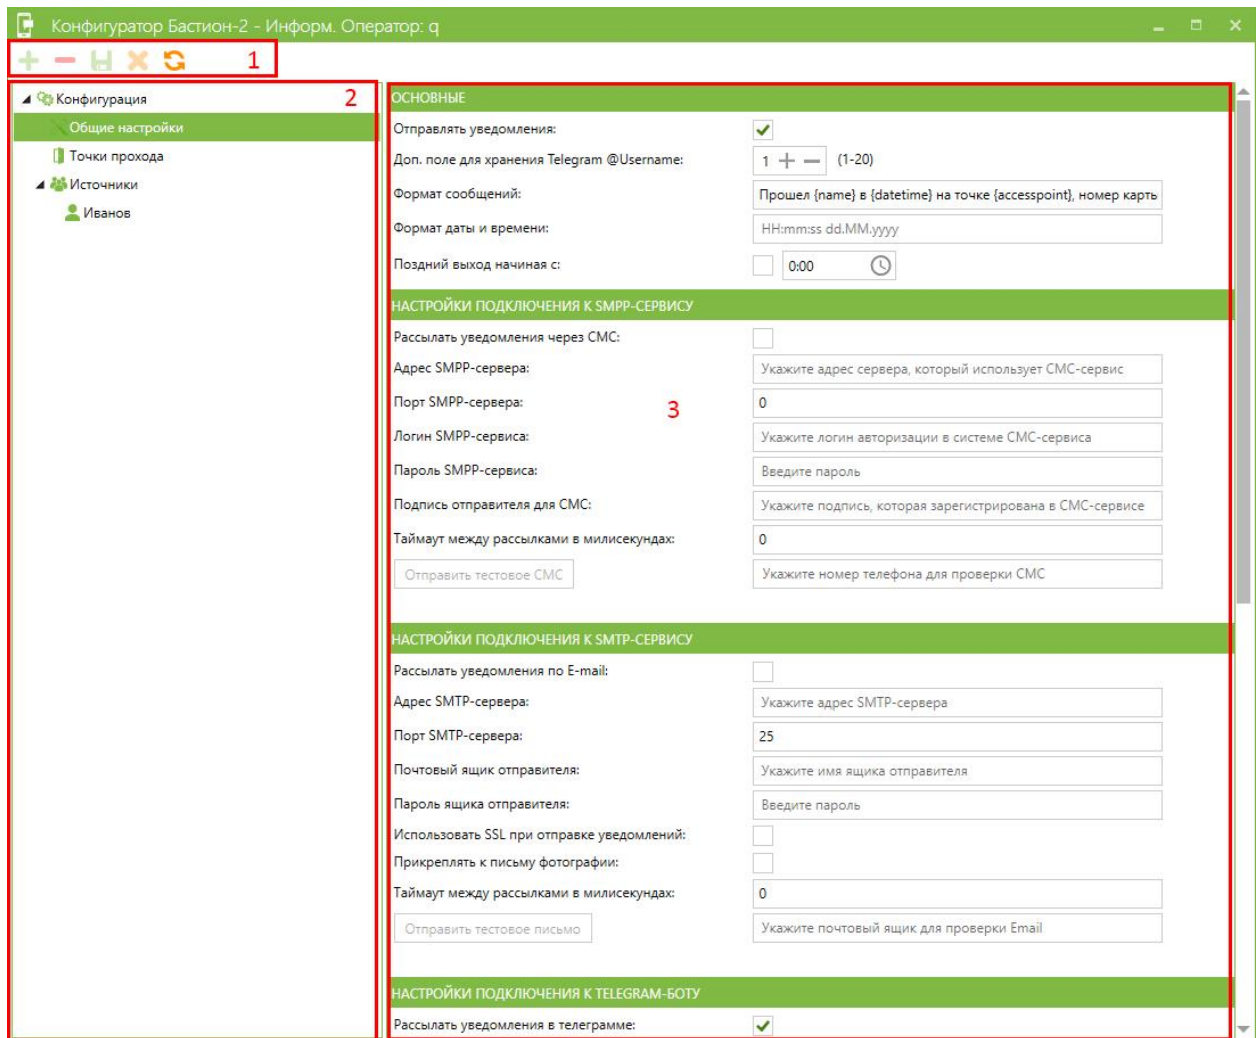 Конфигуратор Бастион-2 - Информ. Оператор: q
1
2
Конфигурация
Общие настройки
Точки прохода
Источники
Иванов
3
ОСНОВНЫЕ
Отправлять уведомления:
Доп. поле для хранения Telegram @Username: 1 (1-20)
Формат сообщений: Прошел {name} в {datetime} на точке {accesspoint}, номер карть
Формат даты и времени: HH:mm:ss dd.MM.yyyy
Поздний выход начиная с: 0:00
НАСТРОЙКИ ПОДКЛЮЧЕНИЯ К SMPP-СЕРВИСУ
Рассылать уведомления через СМС:
Адрес SMPP-сервера: Укажите адрес сервера, который использует СМС-сервис
Порт SMPP-сервера: 0
Логин SMPP-сервиса: Укажите логин авторизации в системе СМС-сервиса
Пароль SMPP-сервиса: Введите пароль
Подпись отправителя для СМС: Укажите подпись, которая зарегистрирована в СМС-сервисе
Таймаут между рассылками в милисекундах: 0
Отправить тестовое СМС Укажите номер телефона для проверки СМС
НАСТРОЙКИ ПОДКЛЮЧЕНИЯ К SMTP-СЕРВИСУ
Рассылать уведомления по E-mail:
Адрес SMTP-сервера: Укажите адрес SMTP-сервера
Порт SMTP-сервера: 25
Почтовый ящик отправителя: Укажите имя ящика отправителя
Пароль ящика отправителя: Введите пароль
Использовать SSL при отправке уведомлений:
Прикреплять к письму фотографии:
Таймаут между рассылками в милисекундах: 0
Отправить тестовое письмо Укажите почтовый ящик для проверки Email
НАСТРОЙКИ ПОДКЛЮЧЕНИЯ К TELEGRAM-БОТУ
Рассылать уведомления в телеграмме: